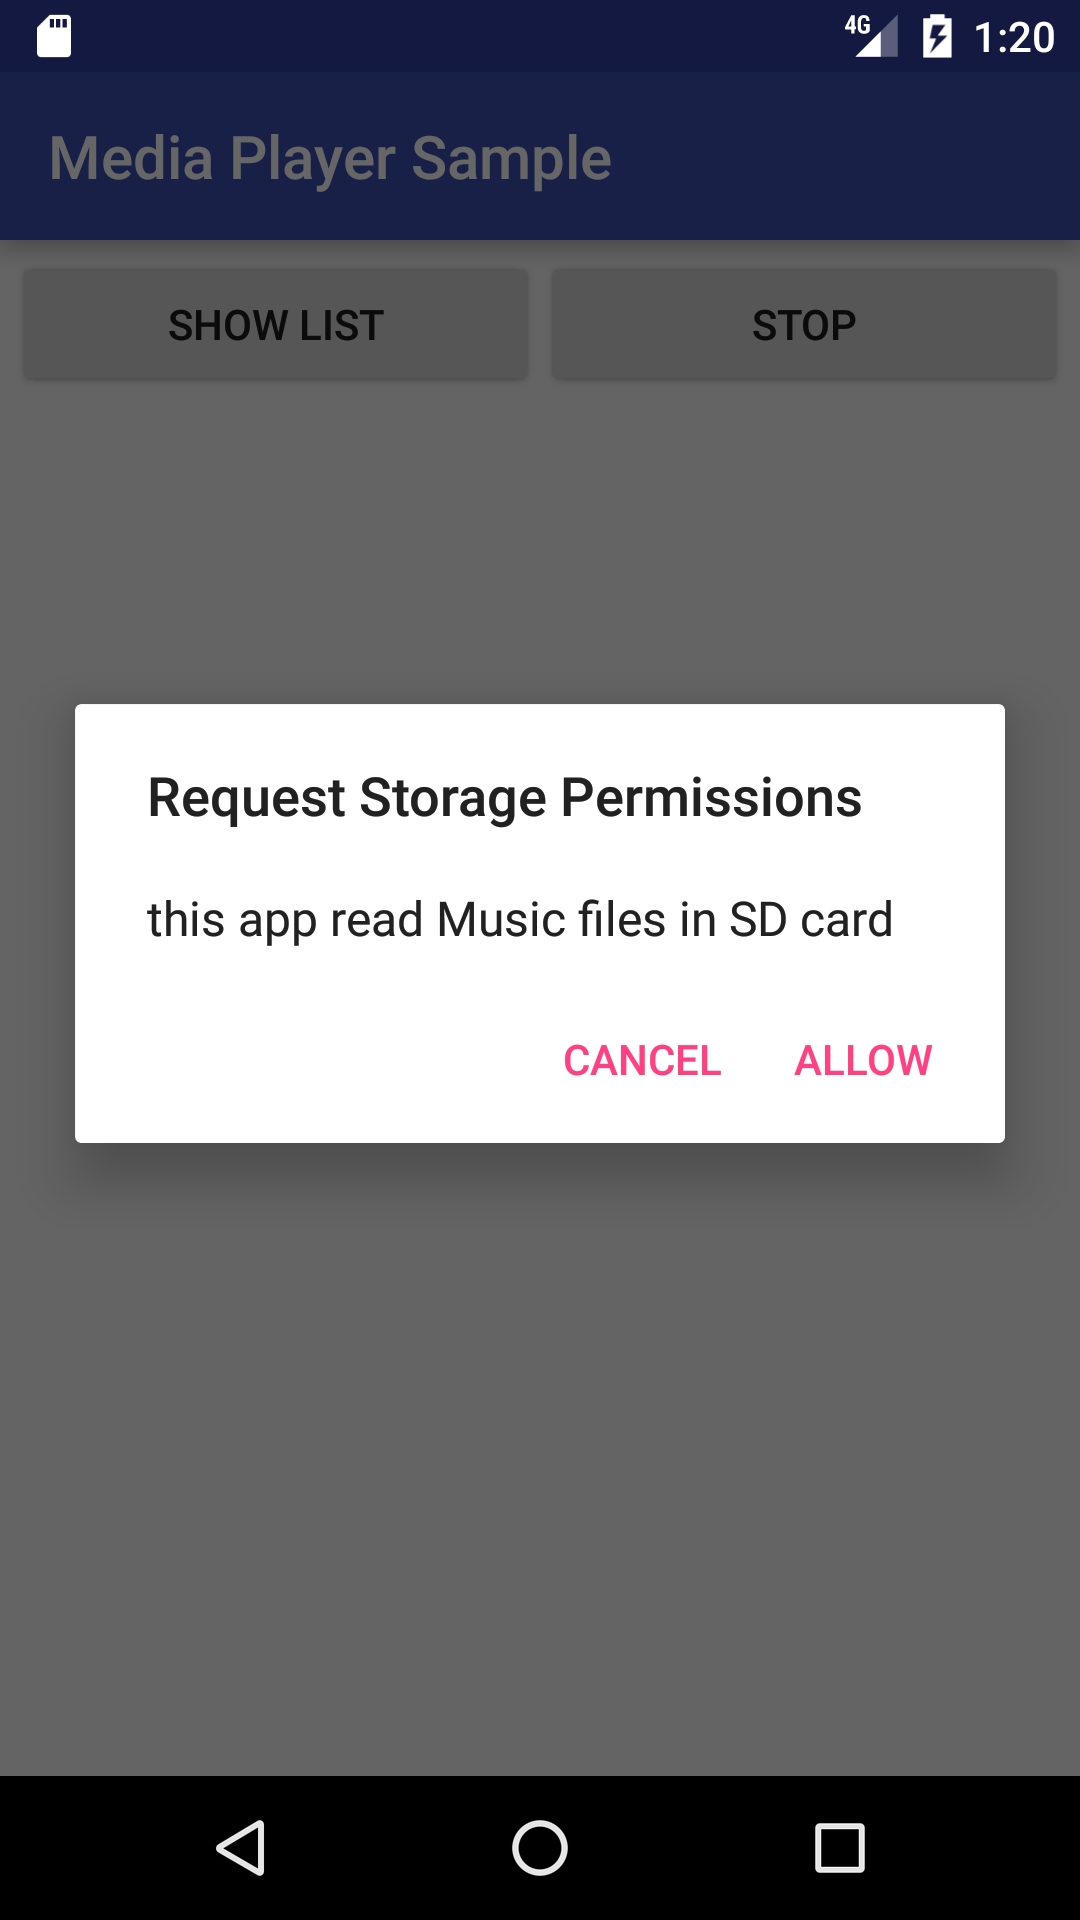 4G 1:20
Media Player Sample
SHOW LIST STOP
Request Storage Permissions
this app read Music files in SD card
CANCEL ALLOW